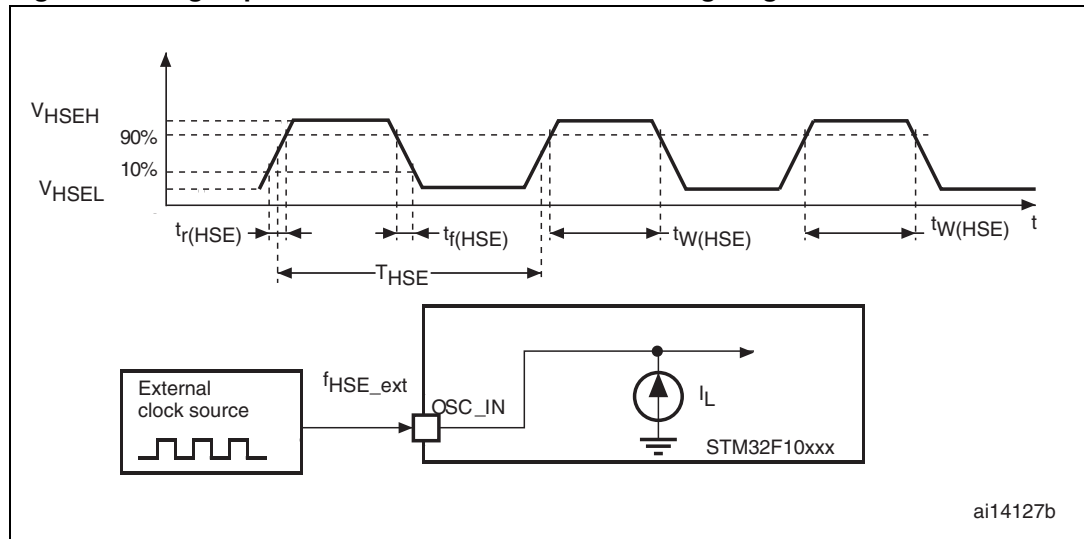 VHSEH
90%
10%
VHSEL
tr(HSE)
tf(HSE)
tW(HSE)
tW(HSE)
t
THSE
External
clock source
fHSE_ext
OSC_IN
IL
STM32F10xxx
ai14127b